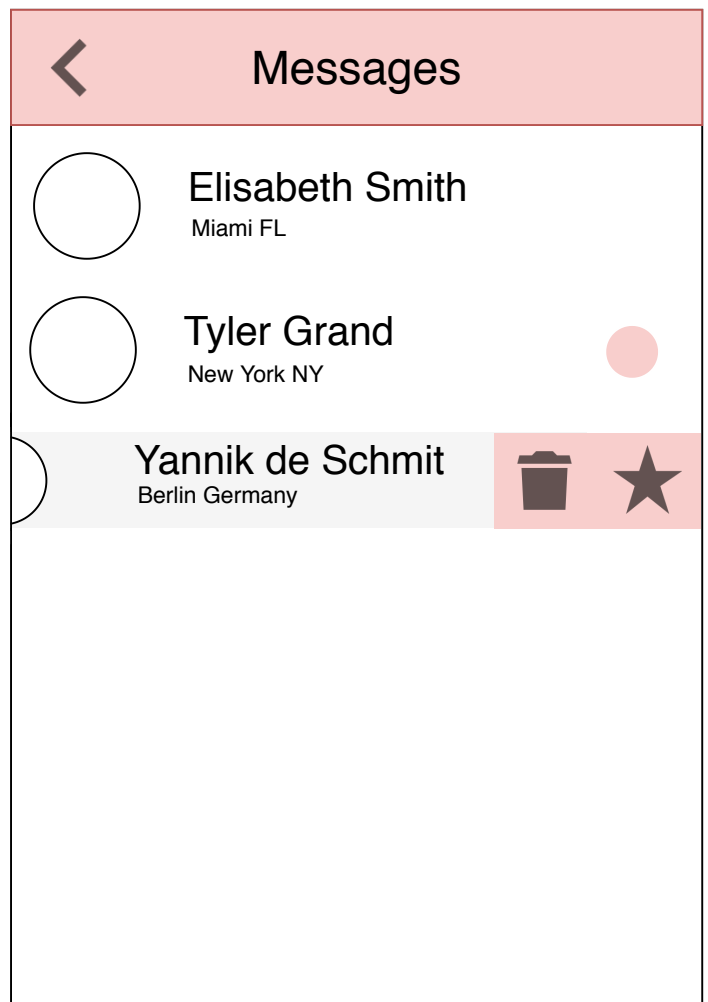 Messages
Elisabeth Smith
Miami FL
Tyler Grand
New York NY
Yannik de Schmit
Berlin Germany